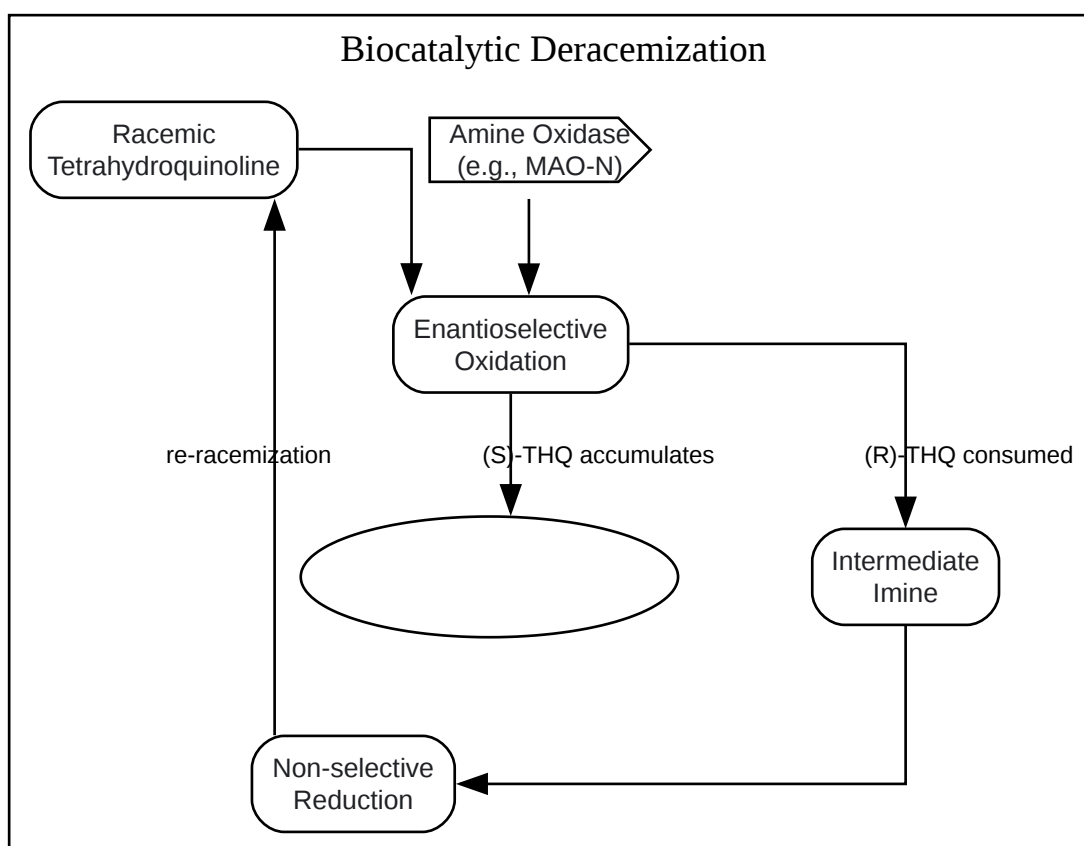 Biocatalytic Deracemization
Racemic
Tetrahydroquinoline
Amine Oxidase
(e.g., MAO-N)
Enantioselective
Oxidation
re-racemization
(S)-THQ accumulates
(R)-THQ consumed
Intermediate
Imine
Non-selective
Reduction